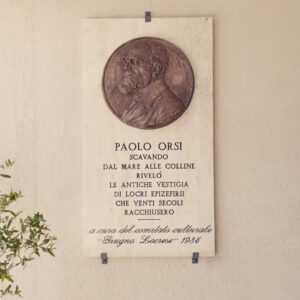 PAOLO ORSI
SCAVANDO
DAL MARE ALLE COLLINE
RIVELÒ
LE ANTICHE VESTIGIA
DI LOCRI EPIZEFIRII
CHE VENTI SECOLI
RACCHIUSERO
a cura del comitato culturale
"Giugno Locrese" 1985